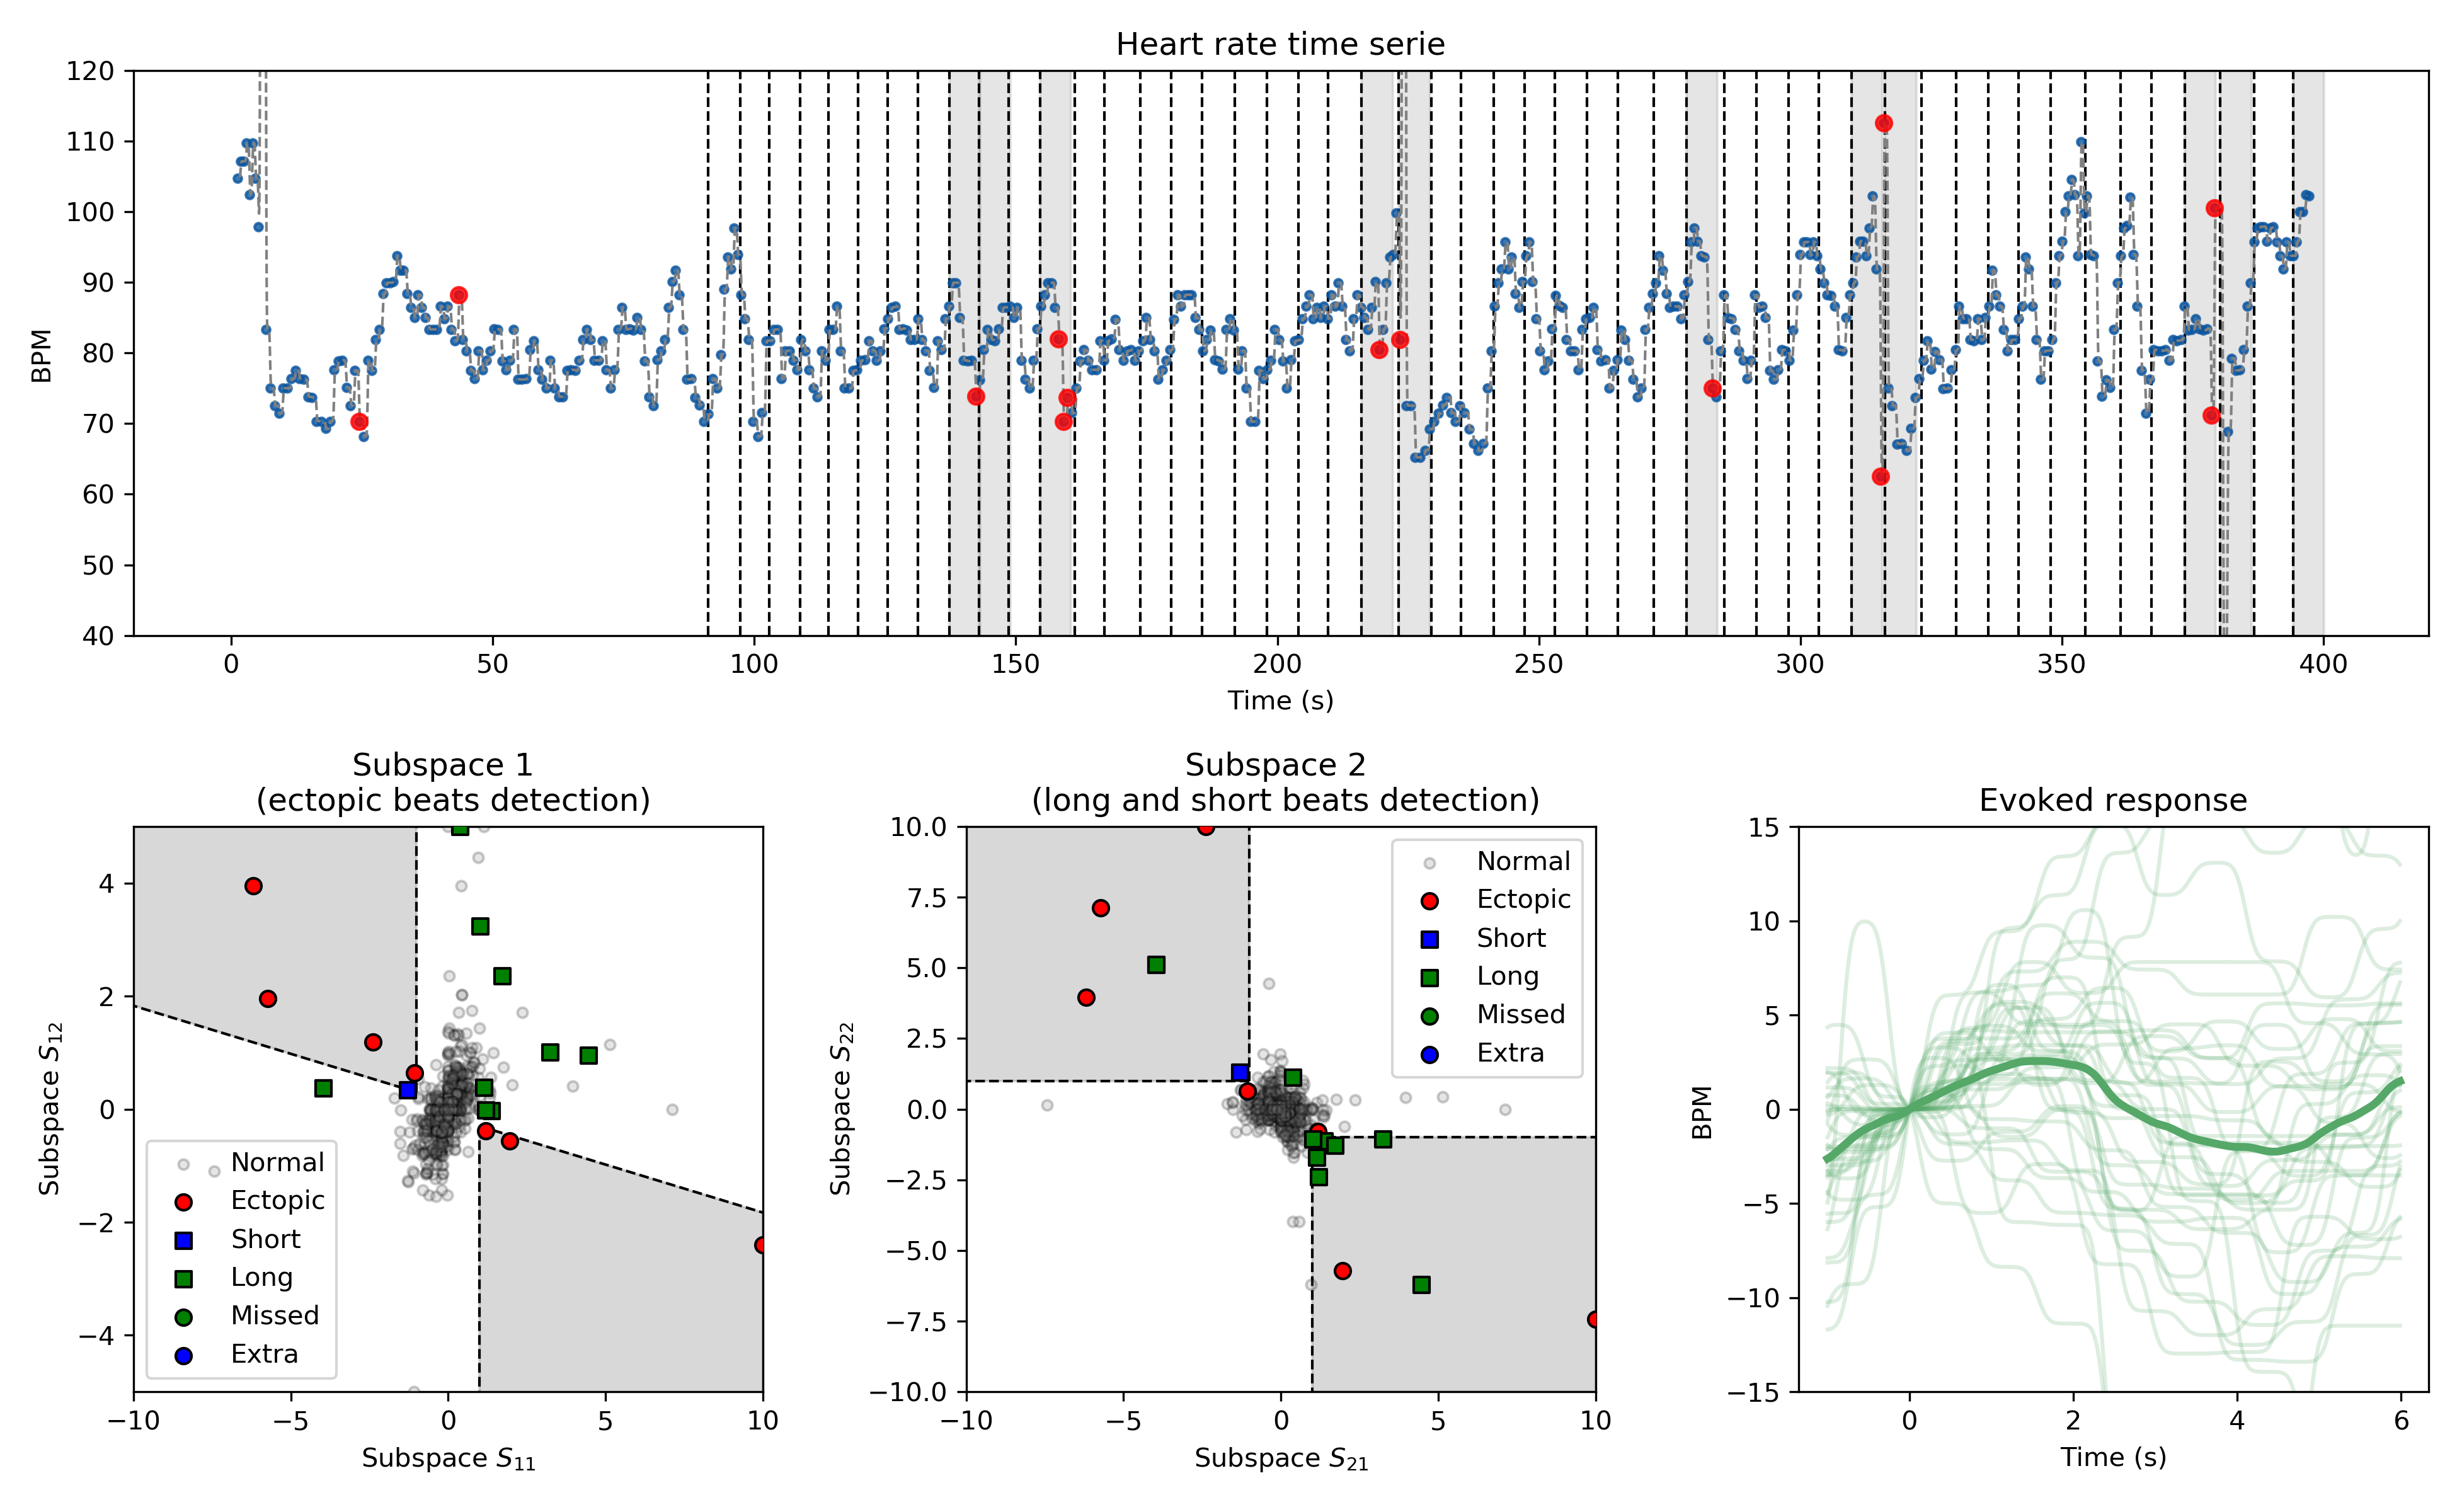 Heart rate time serie
120
110
100
90
80
70
60
50
40
BPM
0 50 100 150 200 250 300 350 400
Time (s)
Subspace 1
(ectopic beats detection)
4
2
0
−2
−4
Subspace S12
Normal
Ectopic
Short
Long
Missed
Extra
−10 −5 0 5 10
Subspace S11
Subspace 2
(long and short beats detection)
10.0
7.5
5.0
2.5
0.0
−2.5
−5.0
−7.5
−10.0
Subspace S22
Normal
Ectopic
Short
Long
Missed
Extra
−10 −5 0 5 10
Subspace S21
Evoked response
15
10
5
0
−5
−10
−15
BPM
0 2 4 6
Time (s)